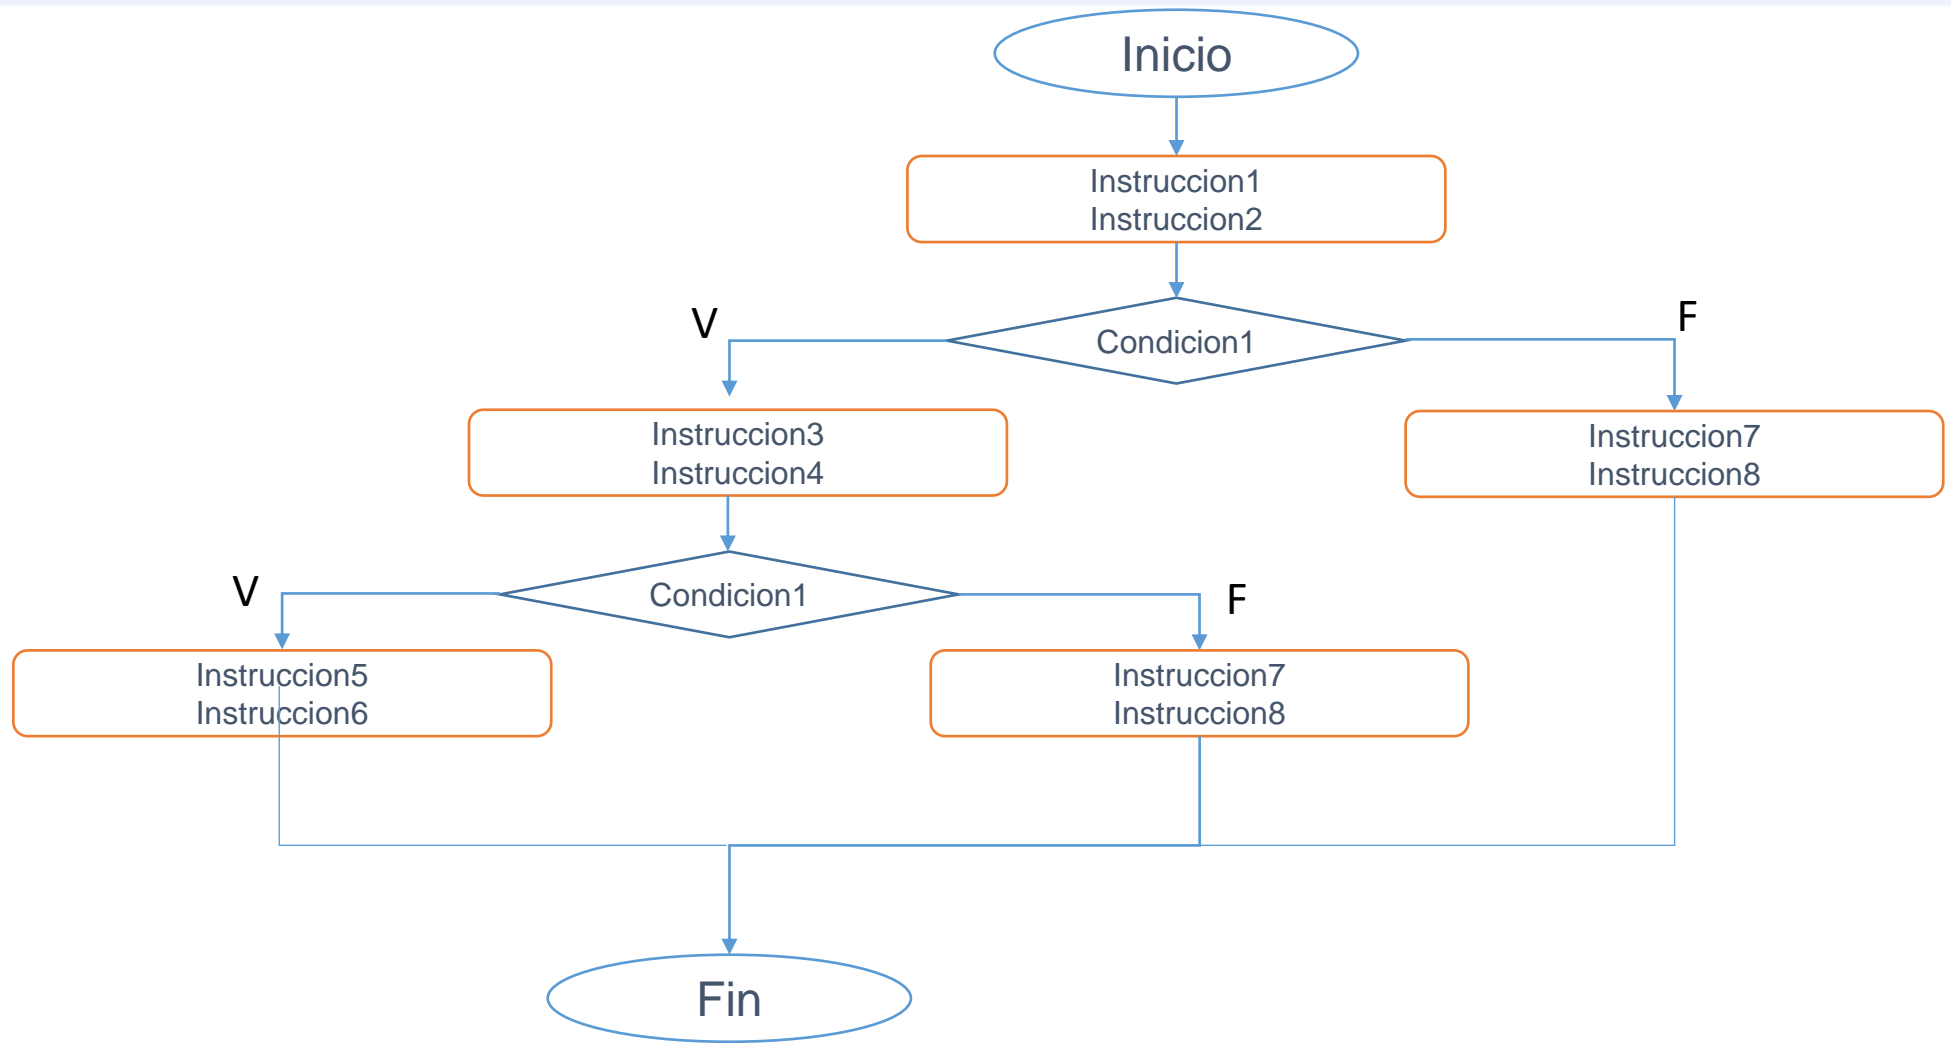 Inicio
Instruccion1
Instruccion2
V
F
Condicion1
Instruccion3
Instruccion4
Instruccion7
Instruccion8
V
F
Condicion1
Instruccion5
Instruccion6
Instruccion7
Instruccion8
Fin